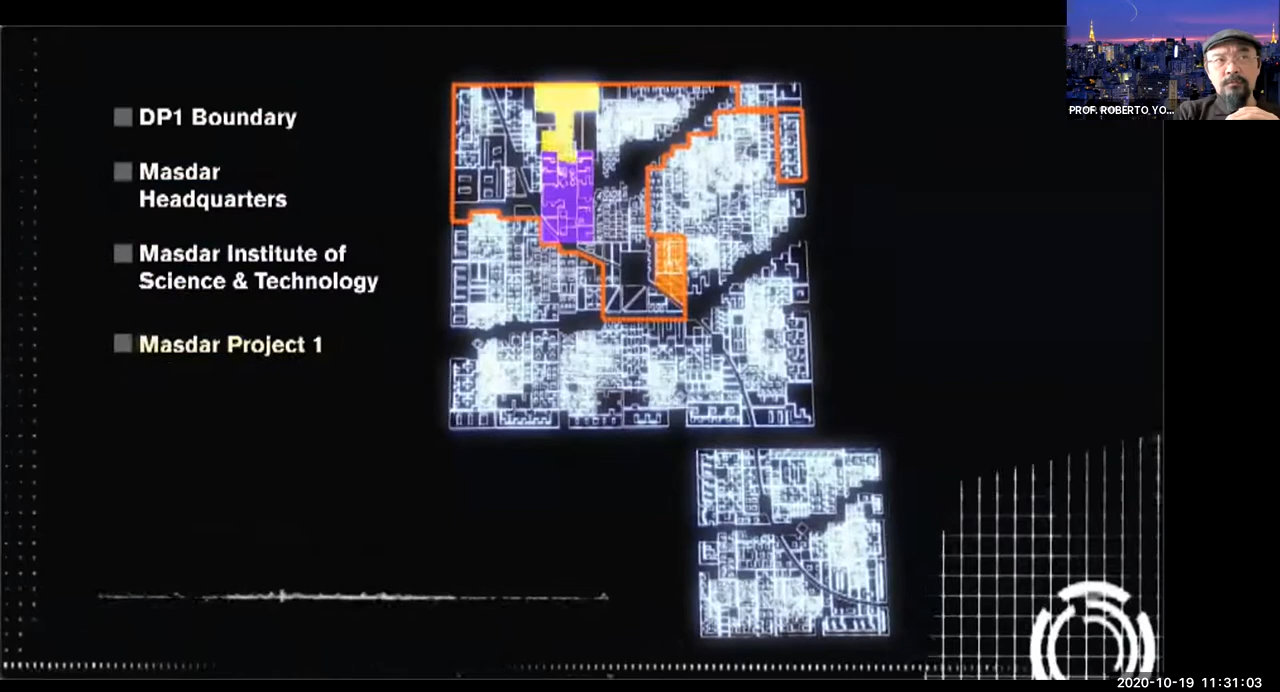 PROF. ROBERTO YO...
DP1 Boundary
Masdar
Headquarters
Masdar Institute of
Science & Technology
Masdar Project 1
2020-10-19 11:31:03